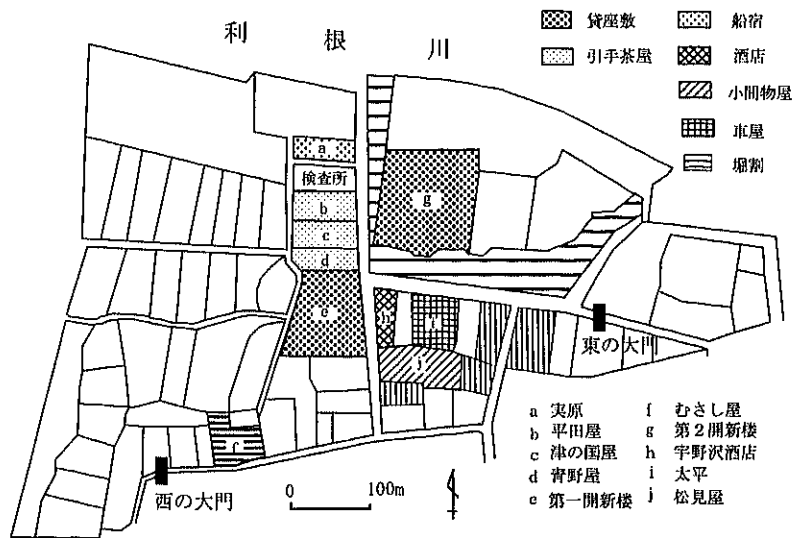 利 根 川
貸座敷
引手茶屋
船宿
酒店
小間物屋
車屋
堀割
a
検査所
b
c
d
e
g
h
i
j
f
東の大門
西の大門
0 100m
a 実原
b 平田屋
c 津の国屋
d 青野屋
e 第一開新楼
f むさし屋
g 第2開新楼
h 宇野沢酒店
i 太平
j 松見屋